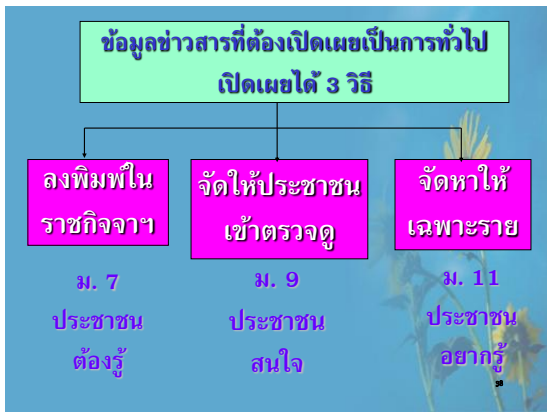 ข้อมูลข่าวสารที่ต้องเปิดเผยเป็นการทั่วไป
เปิดเผยได้ 3 วิธี
ลงพิมพ์ใน
ราชกิจจาฯ
จัดให้ประชาชน
เข้าตรวจดู
จัดหาให้
เฉพาะราย
ม. 7
ประชาชน
ต้องรู้
ม. 9
ประชาชน
สนใจ
ม. 11
ประชาชน
อยากรู้